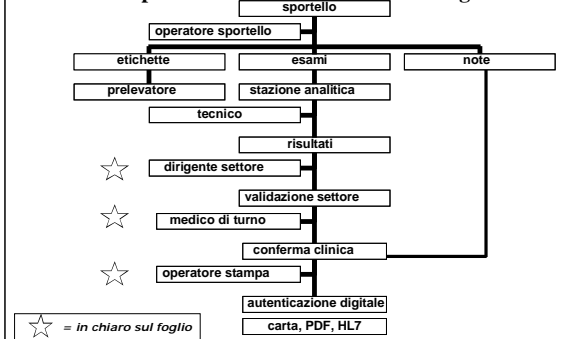 sportello
operatore sportello
etichette esami note
prelevatore stazione analitica
tecnico
risultati
dirigente settore
validazione settore
medico di turno
conferma clinica
operatore stampa
autenticazione digitale
carta, PDF, HL7
= in chiaro sul foglio